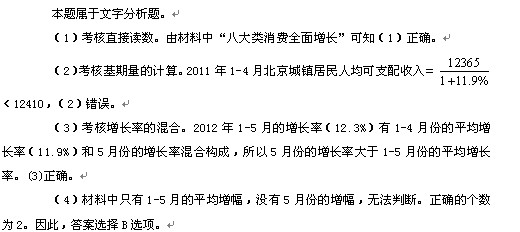 本题属于文字分析题。
（1）考核直接读数。由材料中“八大类消费全面增长”可知（1）正确。
（2）考核基期量的计算。2011年1-4月北京城镇居民人均可支配收入=12365/(1+11.9%)
<12410，（2）错误。
（3）考核增长率的混合。2012年1-5月的增长率（12.3%）有1-4月份的平均增
长率（11.9%）和5月份的增长率混合构成，所以5月份的增长率大于1-5月份的平均增长
率。(3)正确。
（4）材料中只有1-5月的平均增幅，没有5月份的增幅，无法判断。正确的个数
为2。因此，答案选择B选项。